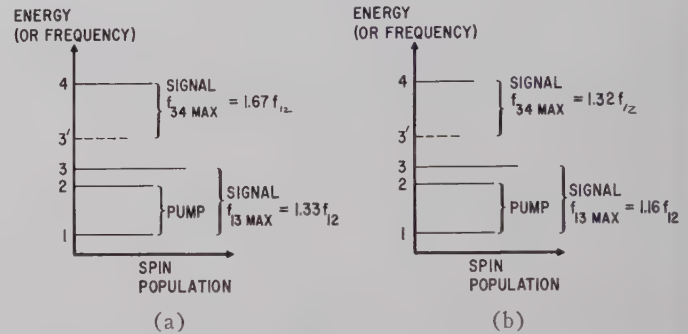 ENERGY
(OR FREQUENCY)
4
SIGNAL
f34 MAX = 1.67 f12
3'
3
2
SIGNAL
f13 MAX = 1.33 f12
PUMP
1
SPIN
POPULATION
(a)
ENERGY
(OR FREQUENCY)
4
SIGNAL
f34 MAX = 1.32 f12
3'
3
2
SIGNAL
f13 MAX = 1.16 f12
PUMP
1
SPIN
POPULATION
(b)